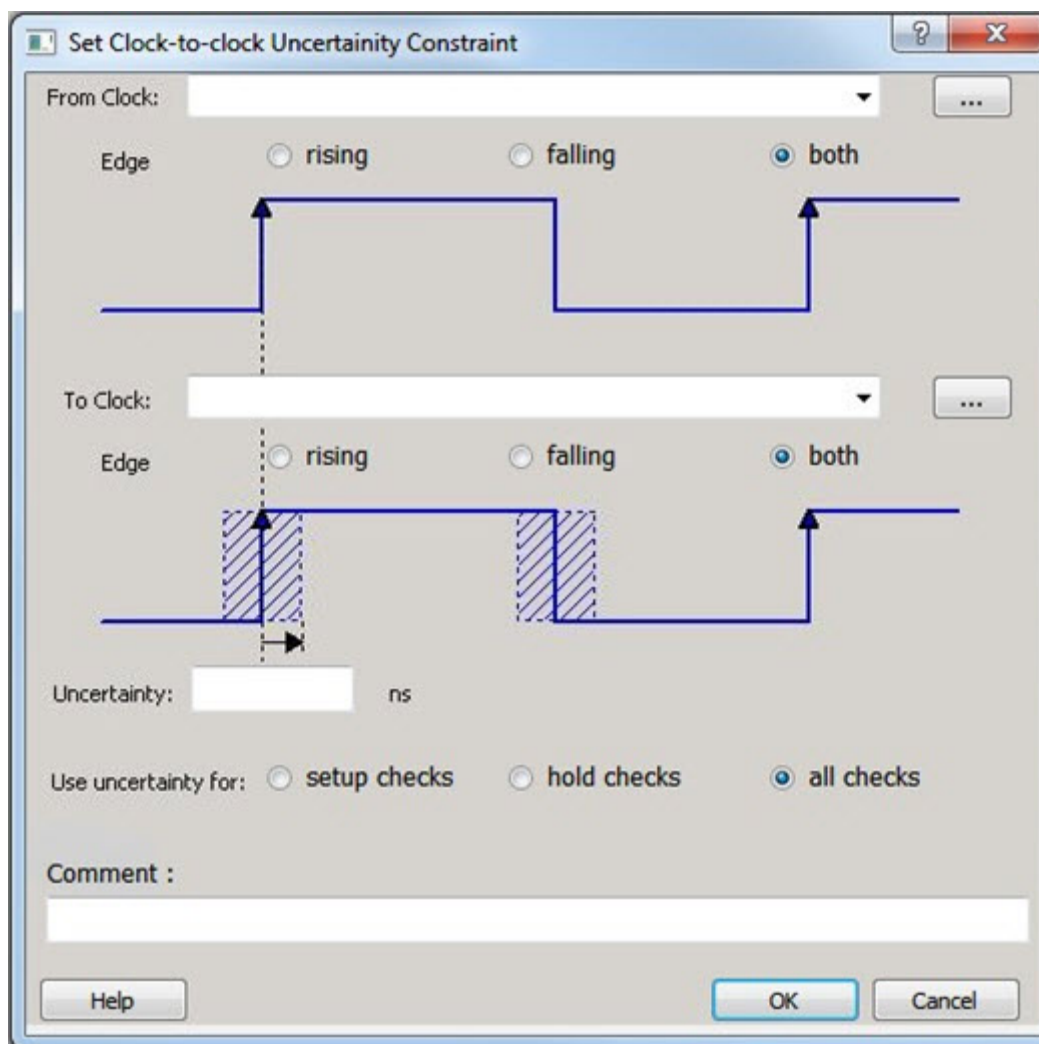 Set Clock-to-clock Uncertainity Constraint
From Clock:
...
Edge rising falling both
To Clock:
...
Edge rising falling both
Uncertainty: ns
Use uncertainty for: setup checks hold checks all checks
Comment :
Help OK Cancel